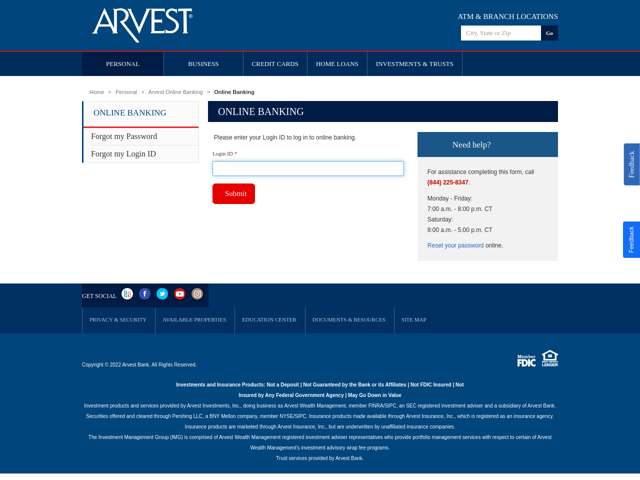 ARVEST
ATM & BRANCH LOCATIONS
City, State or Zip
Go
PERSONAL
BUSINESS
CREDIT CARDS
HOME LOANS
INVESTMENTS & TRUSTS
Home > Personal > Arvest Online Banking > Online Banking
ONLINE BANKING
Forgot my Password
Forgot my Login ID
ONLINE BANKING
Please enter your Login ID to log in to online banking.
Login ID *
Submit
Need help?
For assistance completing this form, call
(844) 225-8347.
Monday - Friday:
7:00 a.m. - 8:00 p.m. CT
Saturday:
8:00 a.m. - 5:00 p.m. CT
Reset your password online.
Feedback
Feedback
GET SOCIAL
PRIVACY & SECURITY
AVAILABLE PROPERTIES
EDUCATION CENTER
DOCUMENTS & RESOURCES
SITE MAP
Copyright © 2022 Arvest Bank. All Rights Reserved.
Member
FDIC
LENDER
Investments and Insurance Products: Not a Deposit | Not Guaranteed by the Bank or its Affiliates | Not FDIC Insured | Not
Insured by Any Federal Government Agency | May Go Down in Value
Investment products and services provided by Arvest Investments, Inc., doing business as Arvest Wealth Management, member FINRA/SIPC, an SEC registered investment adviser and a subsidiary of Arvest Bank.
Securities offered and cleared through Pershing LLC, a BNY Mellon company, member NYSE/SIPC. Insurance products made available through Arvest Insurance, Inc., which is registered as an insurance agency.
Insurance products are marketed through Arvest Insurance, Inc., but are underwritten by unaffiliated insurance companies.
The Investment Management Group (IMG) is comprised of Arvest Wealth Management registered investment adviser representatives who provide portfolio management services with respect to certain of Arvest
Wealth Management's investment advisory wrap fee programs.
Trust services provided by Arvest Bank.